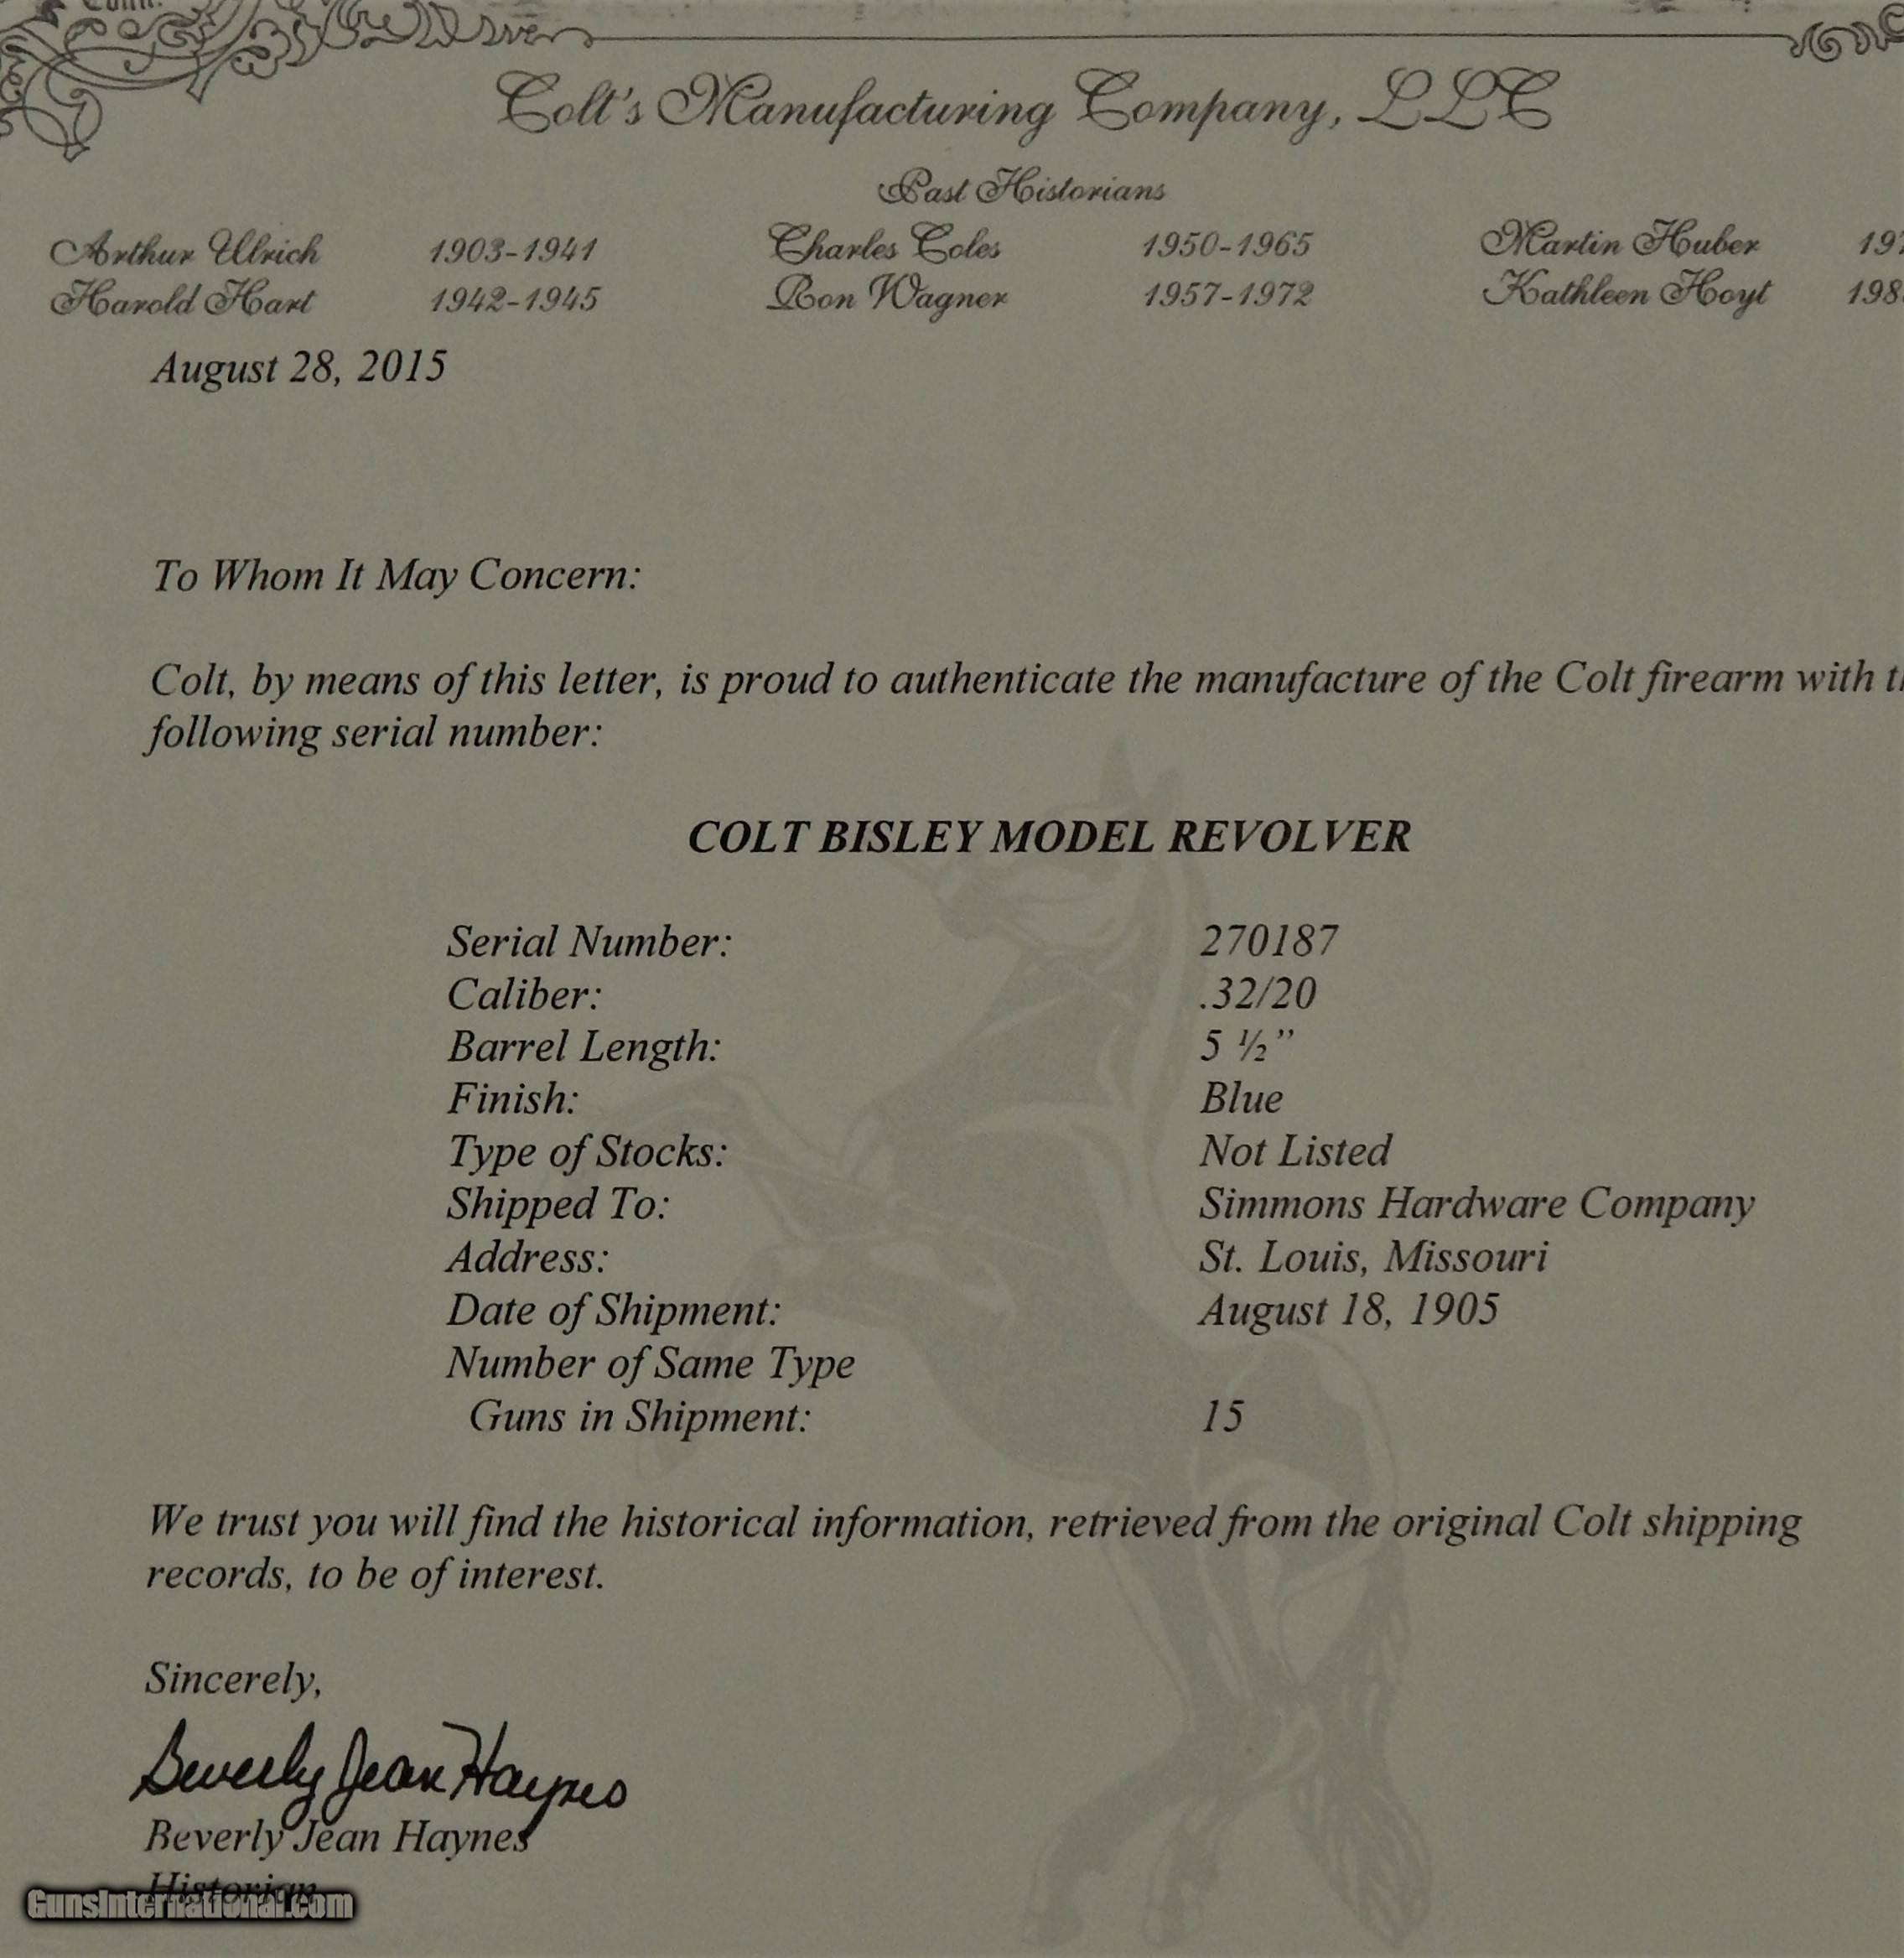 Conn.
Colt's Manufacturing Company, LLC
Past Historians
Arthur Ulrich 1903-1941 Charles Coles 1950-1965 Martin Huber 197
Harold Hart 1942-1945 Ron Wagner 1957-1972 Kathleen Hoyt 198
August 28, 2015
To Whom It May Concern:
Colt, by means of this letter, is proud to authenticate the manufacture of the Colt firearm with
following serial number:
COLT BISLEY MODEL REVOLVER
Serial Number: 270187
Caliber: .32/20
Barrel Length: 5 ½”
Finish: Blue
Type of Stocks: Not Listed
Shipped To: Simmons Hardware Company
Address: St. Louis, Missouri
Date of Shipment: August 18, 1905
Number of Same Type
Guns in Shipment: 15
We trust you will find the historical information, retrieved from the original Colt shipping
records, to be of interest.
Sincerely,
Beverly Jean Haynes
Beverly Jean Haynes
Historian
GunsInternational.com